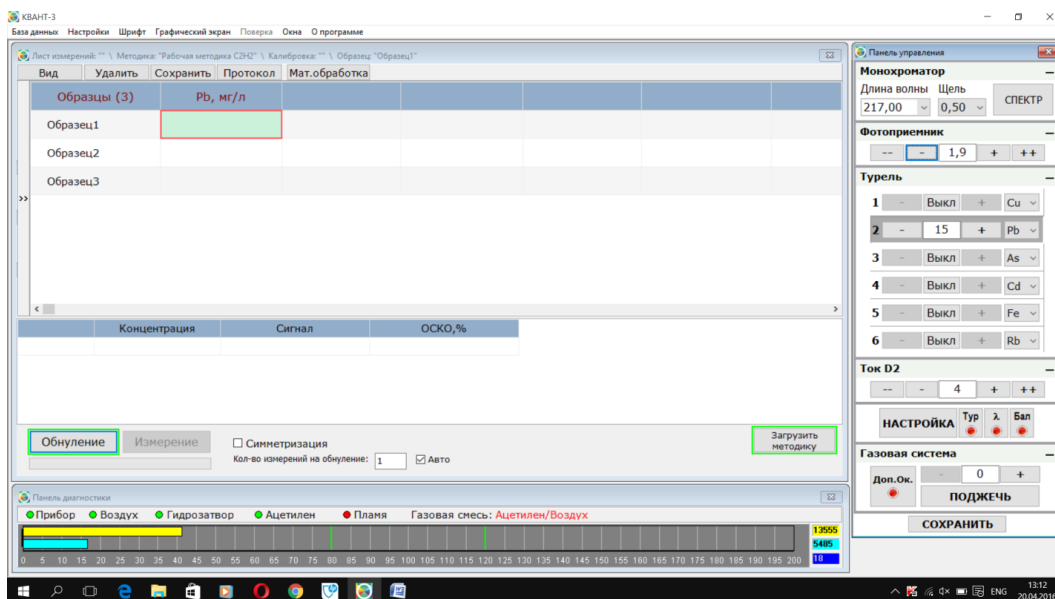 КВАНТ-3
База данных Настройки Шрифт Графический экран Поверка Окна О программе
Лист измерений: "" \ Методика: "Рабочая методика C2H2" \ Калибровка: "" \ Образец: "Образец1"
Вид Удалить Сохранить Протокол Мат.обработка
Образцы (3) Pb, мг/л
Образец1
Образец2
Образец3
>>
Концентрация Сигнал ОСКО,%
Обнуление Измерение Симметризация
Кол-во измерений на обнуление: 1 Авто
Загрузить
методику
Панель диагностики
Прибор Воздух Гидрозатвор Ацетилен Пламя Газовая смесь: Ацетилен/Воздух
13555
5485
18
0 5 10 15 20 25 30 35 40 45 50 55 60 65 70 75 80 85 90 95 100 105 110 115 120 125 130 135 140 145 150 155 160 165 170 175 180 185 190 195 200
Панель управления
Монохроматор
Длина волны Щель
217,00 0,50 СПЕКТР
Фотоприемник
-- - 1,9 + ++
Турель
1 - Выкл + Cu
2 - 15 + Pb
3 - Выкл + As
4 - Выкл + Cd
5 - Выкл + Fe
6 - Выкл + Rb
Ток D2
-- - 4 + ++
НАСТРОЙКА Тур λ Бал
Газовая система
Доп.Ок. - 0 +
ПОДЖЕЧЬ
СОХРАНИТЬ
ENG
13:12
20.04.2016